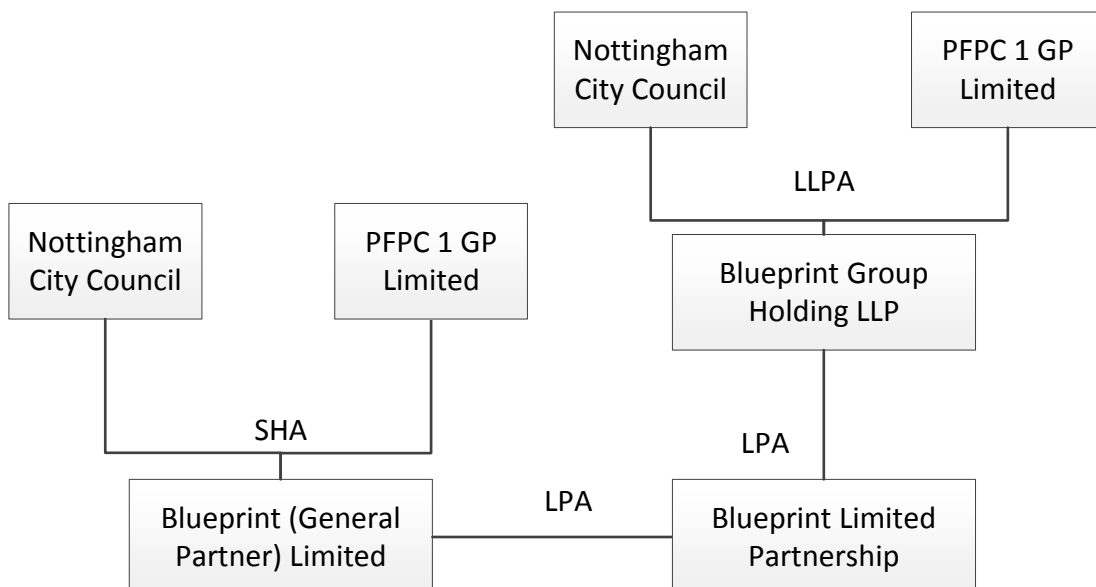 Nottingham
City Council
PFPC 1 GP
Limited
LLPA
Nottingham
City Council
PFPC 1 GP
Limited
Blueprint Group
Holding LLP
SHA
LPA
Blueprint (General
Partner) Limited
LPA
Blueprint Limited
Partnership